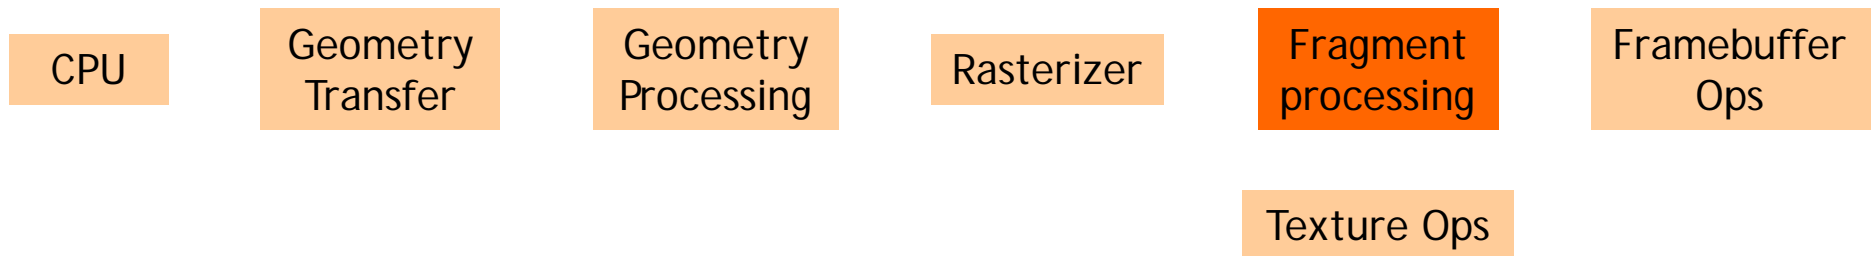 CPU
Geometry
Transfer
Geometry
Processing
Rasterizer
Fragment
processing
Framebuffer
Ops
Texture Ops